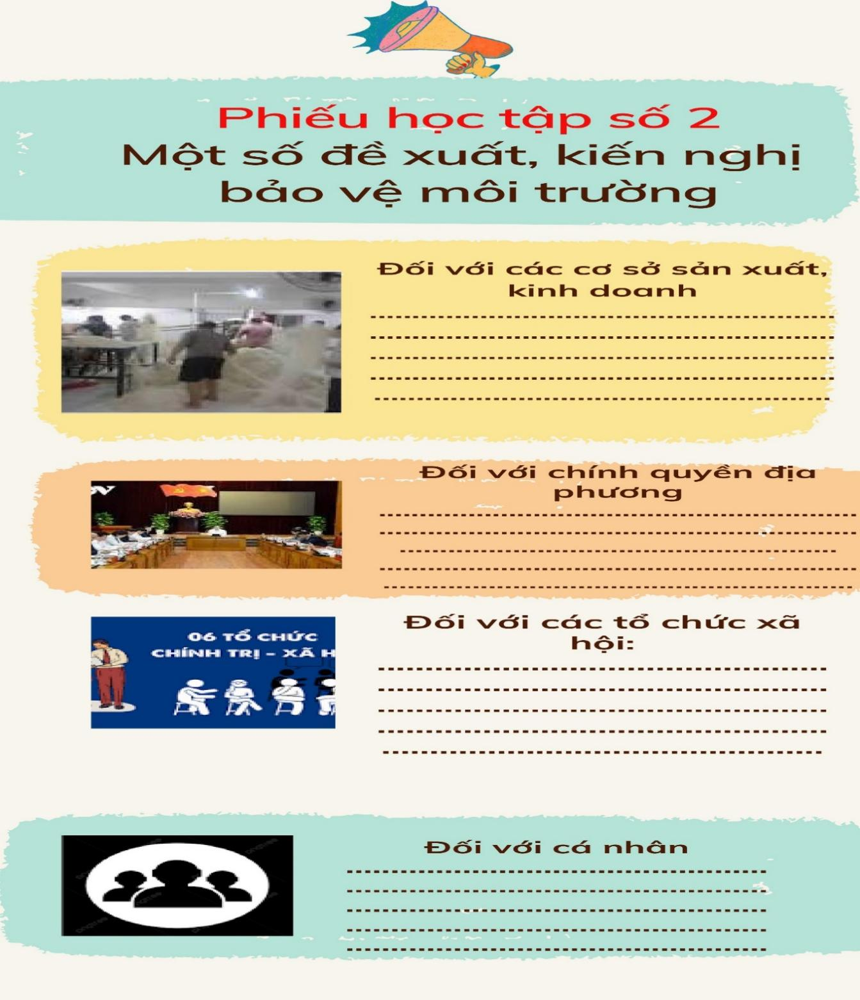 Phiếu học tập số 2
Một số đề xuất, kiến nghị
bảo vệ môi trường
Đối với các cơ sở sản xuất,
kinh doanh
Đối với chính quyền địa
phương
06 TỔ CHỨC
CHÍNH TRỊ - XÃ H
Đối với các tổ chức xã
hội:
Đối với cá nhân